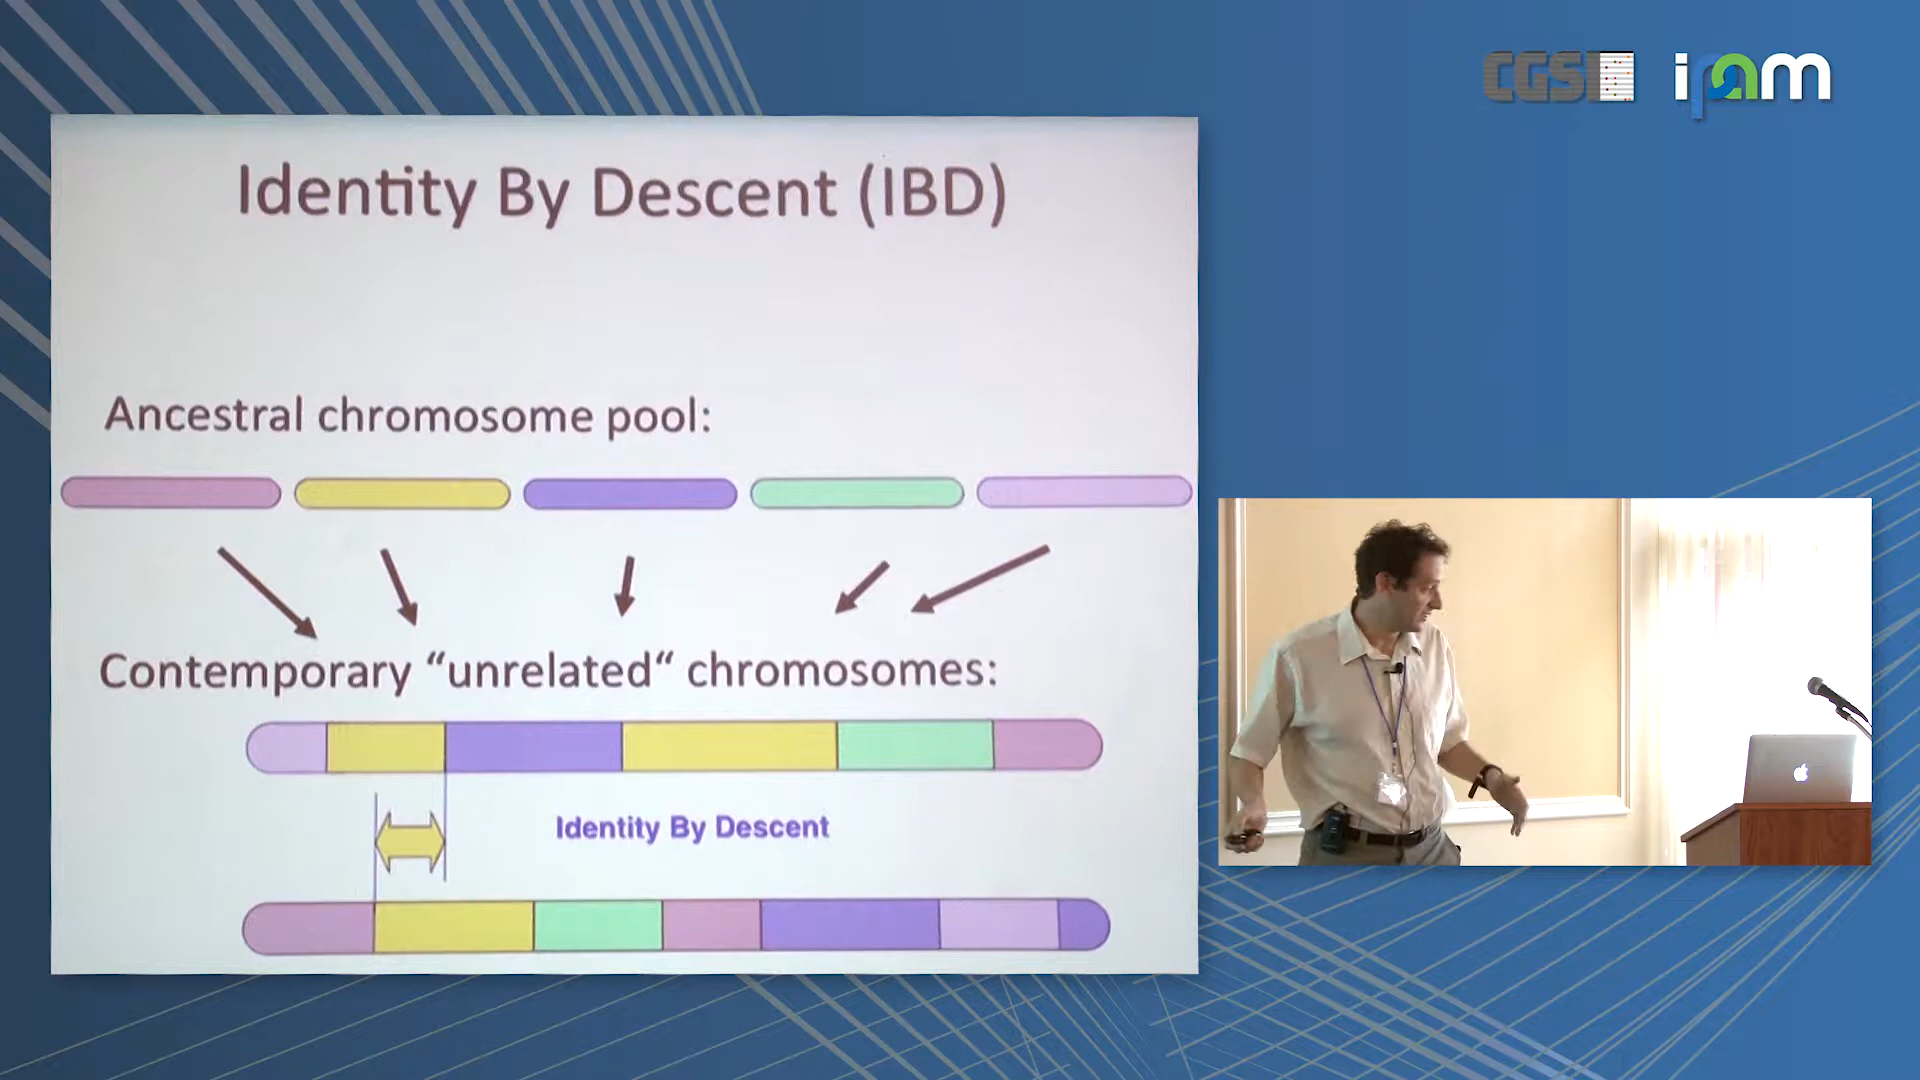 CGSI
ipam
Identity By Descent (IBD)
Ancestral chromosome pool:
Contemporary “unrelated“ chromosomes:
Identity By Descent